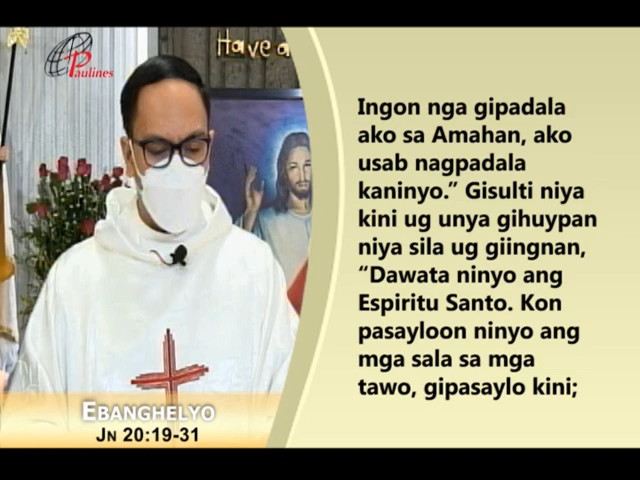 Paulines
Have a
Ingon nga gipadala
ako sa Amahan, ako
usab nagpadala
kaninyo.” Gisulti niya
kini ug unya gihuypan
niya sila ug giingnan,
“Dawata ninyo ang
Espiritu Santo. Kon
pasayloon ninyo ang
mga sala sa mga
tawo, gipasaylo kini;
Ebanghelyo
Jn 20:19-31